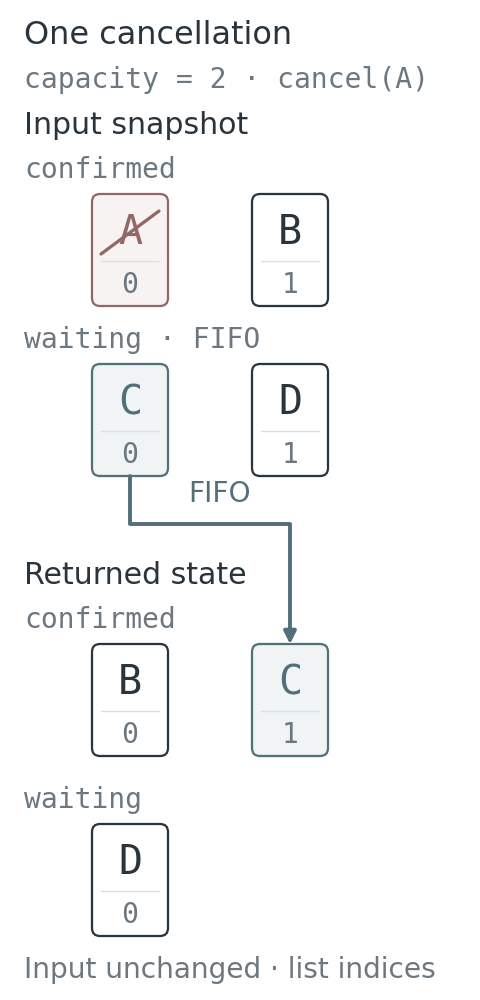 One cancellation
capacity = 2 · cancel(A)
Input snapshot
confirmed
A B
0 1
waiting · FIFO
C D
0 1
FIFO
Returned state
confirmed
B C
0 1
waiting
D
0
Input unchanged · list indices